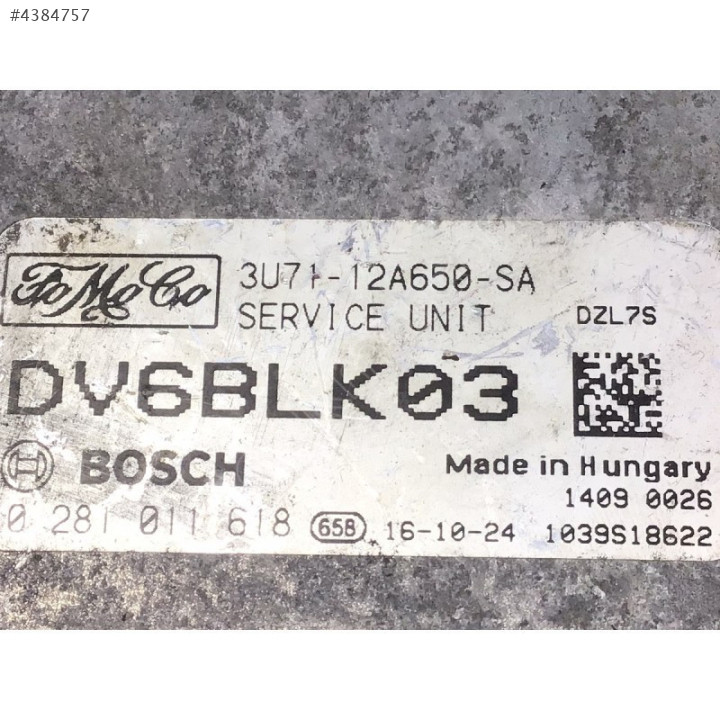 #4384757
FoMoCo
3U71-12A650-SA
SERVICE UNIT DZL7S
DV6BLK03
BOSCH Made in Hungary
1409 0026
0 281 011 618 65B 16-10-24 1039S18622